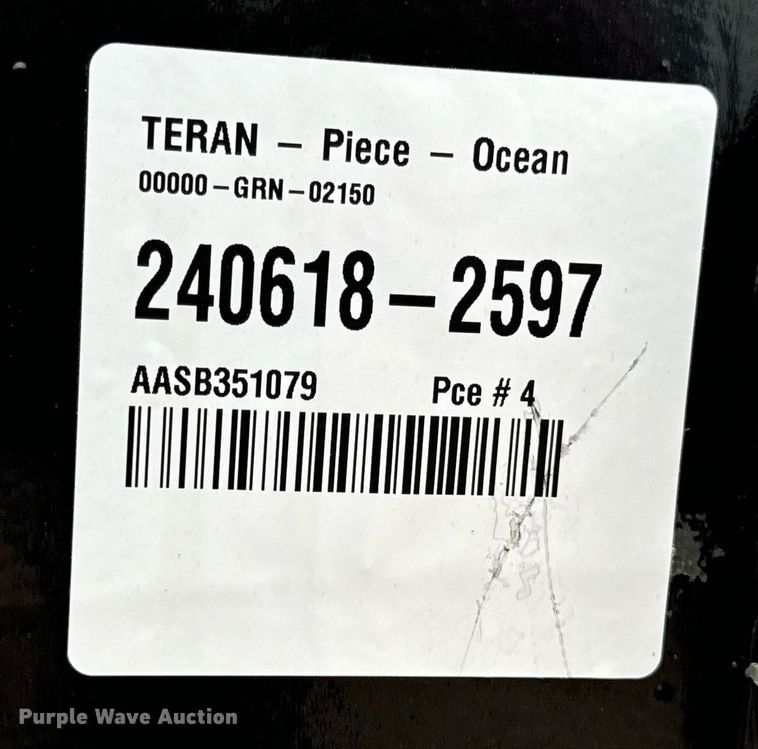 TERAN – Piece – Ocean
00000–GRN–02150
240618–2597
AASB351079 Pce # 4
Purple Wave Auction